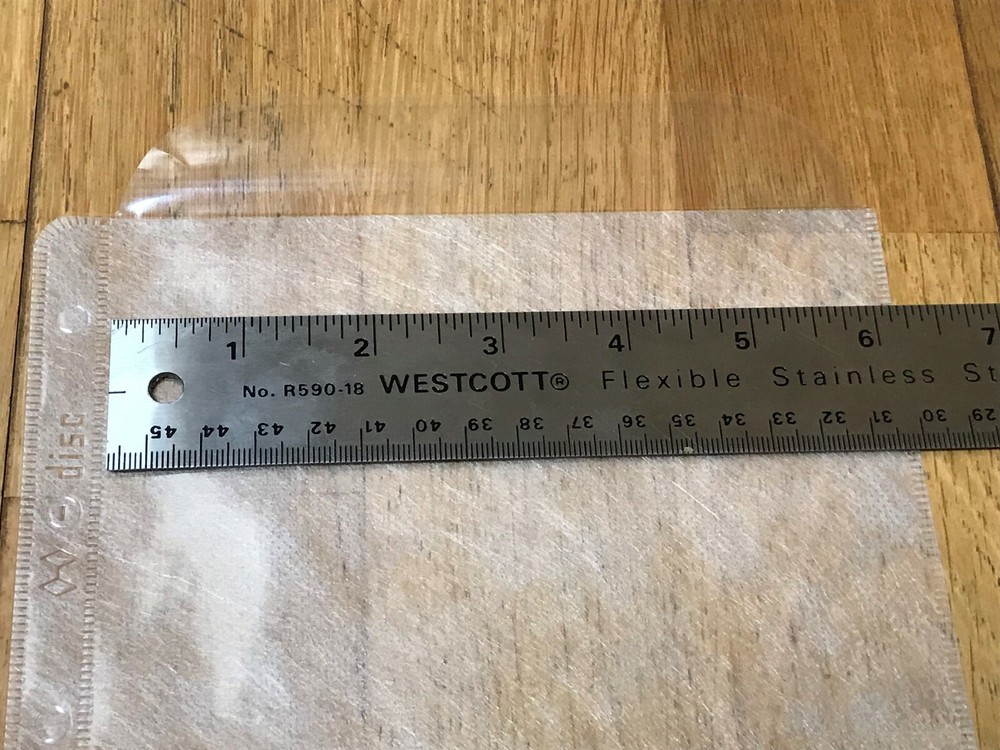 1 2 3 4 5 6 7
No. R590-18 WESTCOTT® Flexible Stainless St
45 44 43 42 41 40 39 38 37 36 35 34 33 32 31 30 29
disc